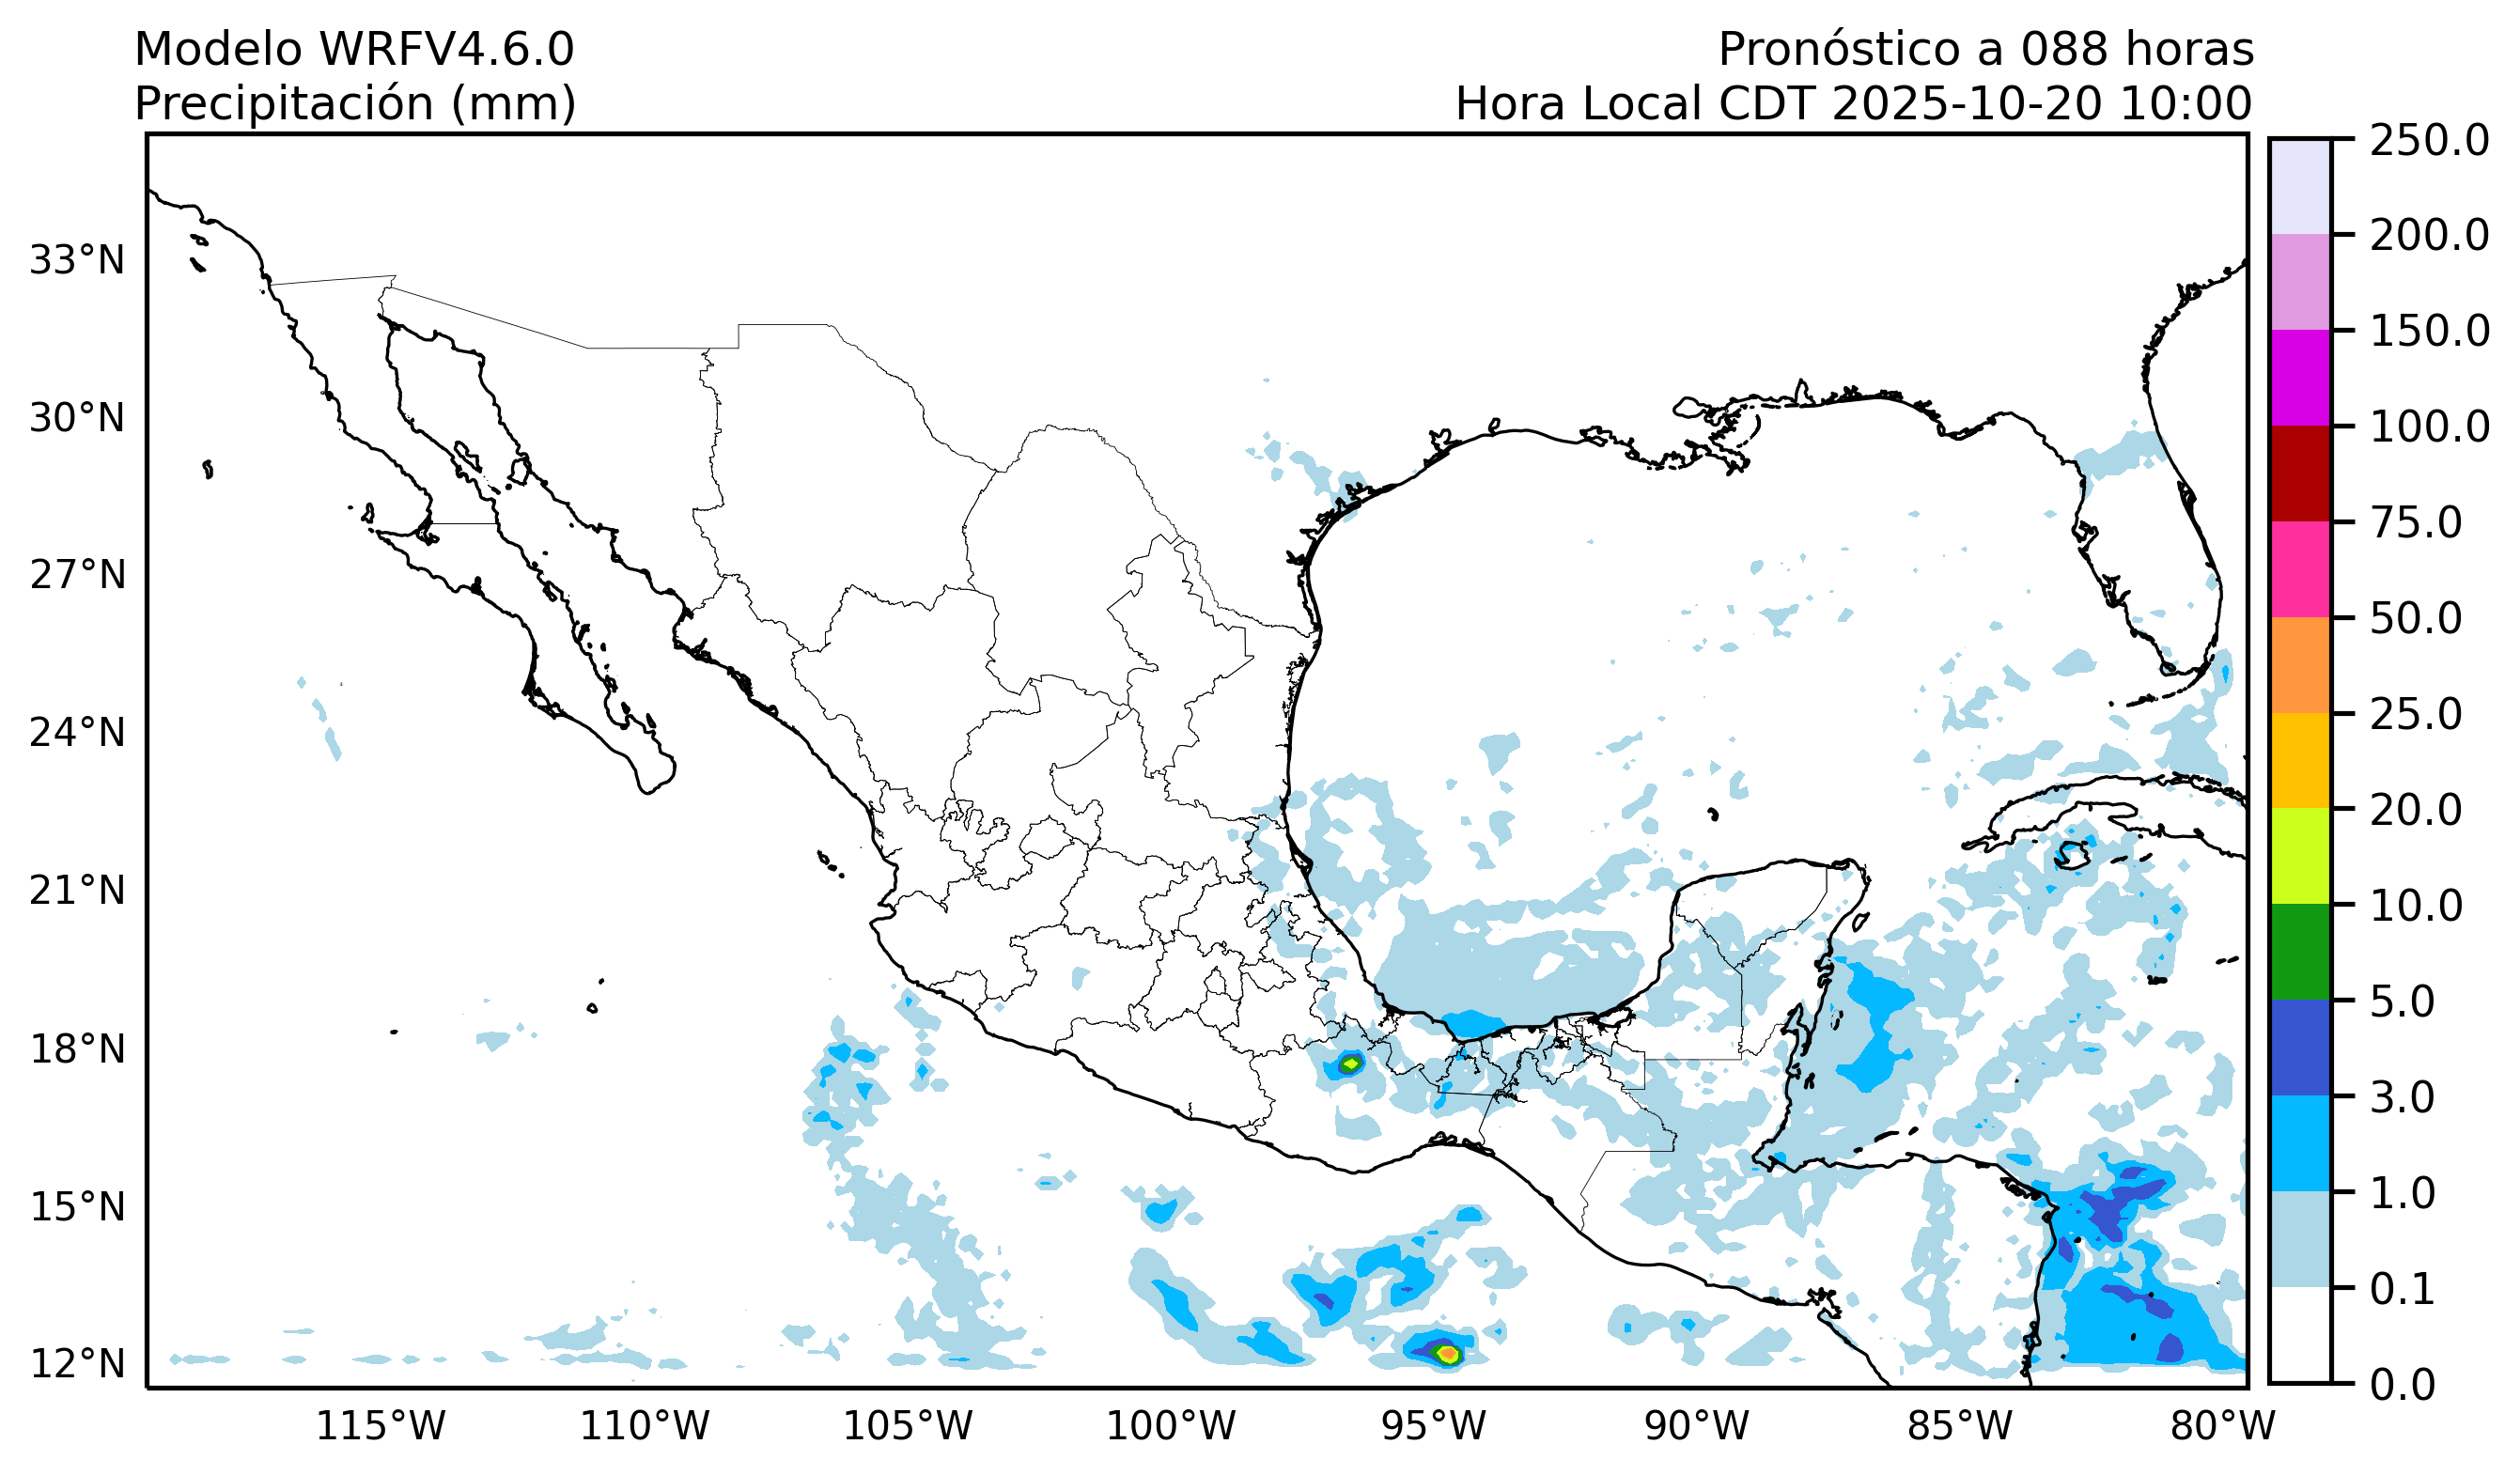 Modelo WRFV4.6.0
Precipitación (mm)
Pronóstico a 088 horas
Hora Local CDT 2025-10-20 10:00
33°N
30°N
27°N
24°N
21°N
18°N
15°N
12°N
115°W
110°W
105°W
100°W
95°W
90°W
85°W
80°W
250.0
200.0
150.0
100.0
75.0
50.0
25.0
20.0
10.0
5.0
3.0
1.0
0.1
0.0